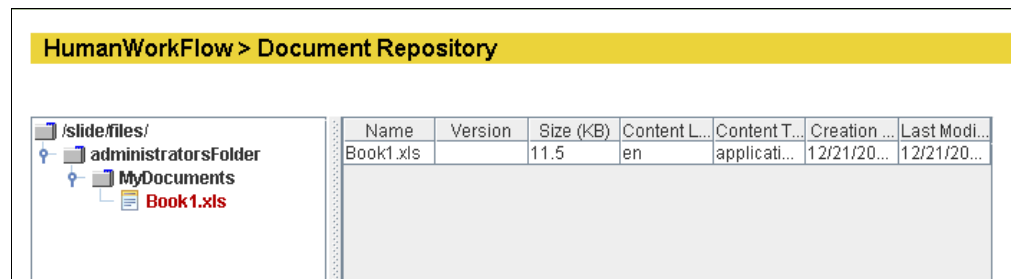 HumanWorkFlow > Document Repository
/slide/files/
administratorsFolder
MyDocuments
Book1.xls
Name Version Size (KB) Content L... Content T... Creation ... Last Modi...
Book1.xls 11.5 en applicati... 12/21/20... 12/21/20...